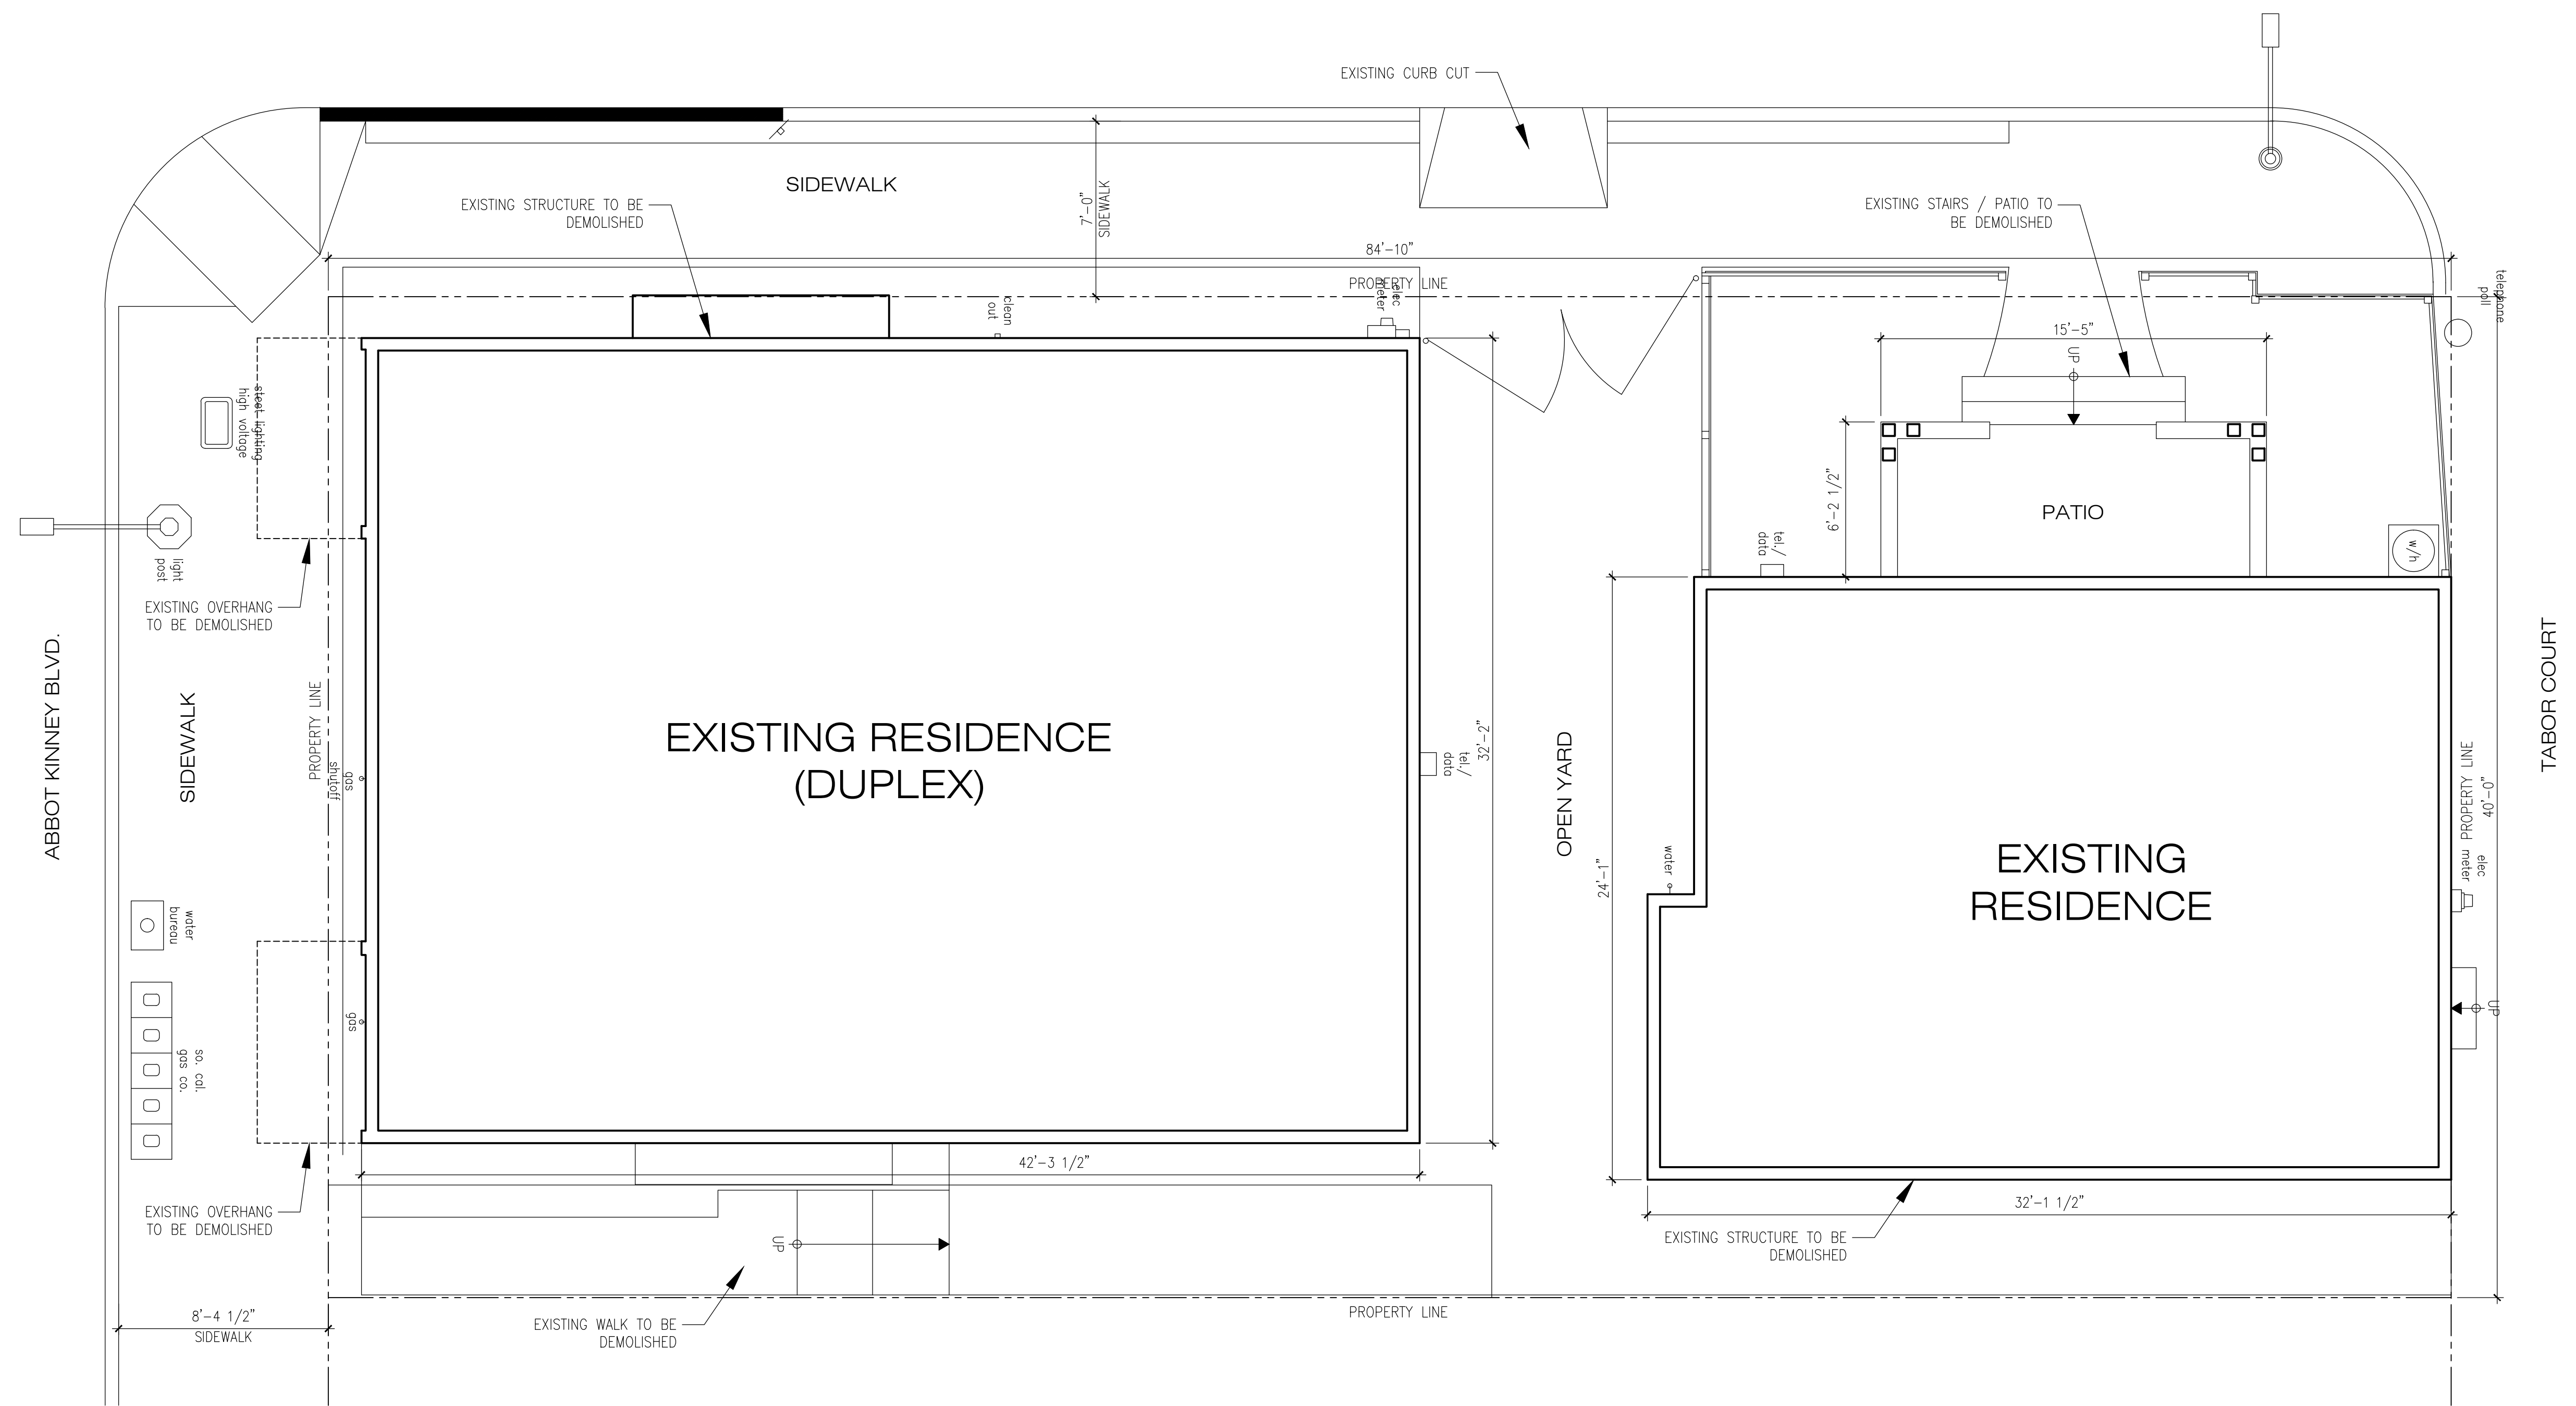 EXISTING CURB CUT
SIDEWALK
EXISTING STRUCTURE TO BE
DEMOLISHED
7'-0"
SIDEWALK
EXISTING STAIRS / PATIO TO
BE DEMOLISHED
84'-10"
PROPERTY LINE
elec
meter
clean
out
telephone
poll
15'-5"
UP
steet lighting
high voltage
6'-2 1/2"
PATIO
tel./
data
w/h
light
post
EXISTING OVERHANG
TO BE DEMOLISHED
ABBOT KINNEY BLVD.
SIDEWALK
PROPERTY LINE
gas
shutoff
EXISTING RESIDENCE
(DUPLEX)
32'-2"
tel./
data
OPEN YARD
24'-1"
water
EXISTING
RESIDENCE
PROPERTY LINE
40'-0"
TABOR COURT
elec
meter
water
bureau
gas
so. cal.
gas co.
UP
42'-3 1/2"
32'-1 1/2"
EXISTING OVERHANG
TO BE DEMOLISHED
UP
EXISTING STRUCTURE TO BE
DEMOLISHED
8'-4 1/2"
SIDEWALK
EXISTING WALK TO BE
DEMOLISHED
PROPERTY LINE